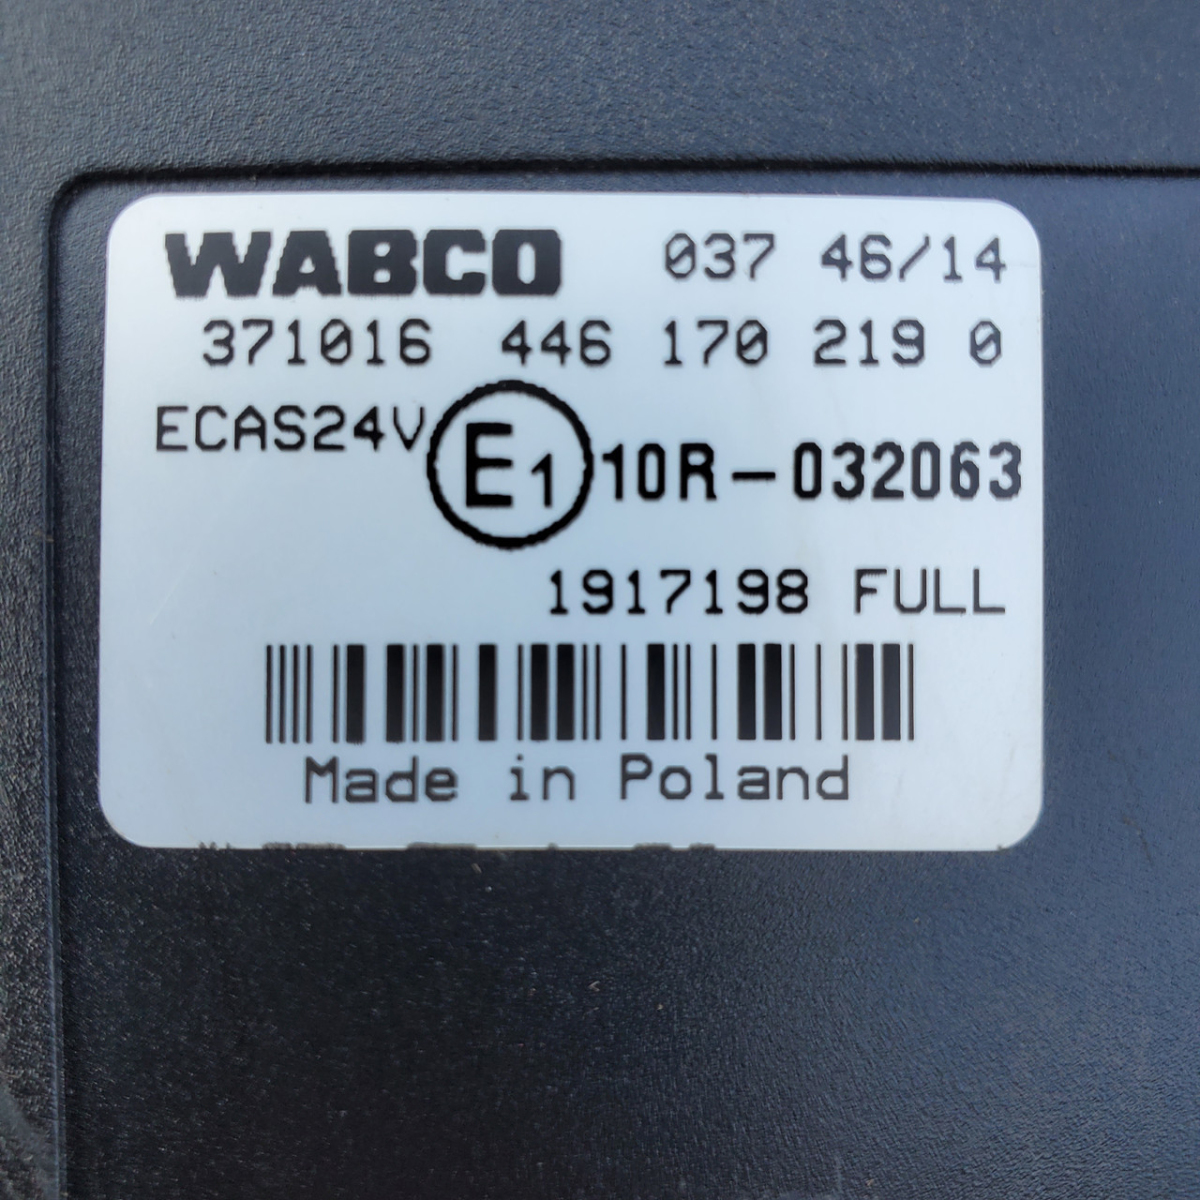 WABCO 037 46/14
371016 446 170 219 0
ECAS24V E1 10R-032063
1917198 FULL
Made in Poland